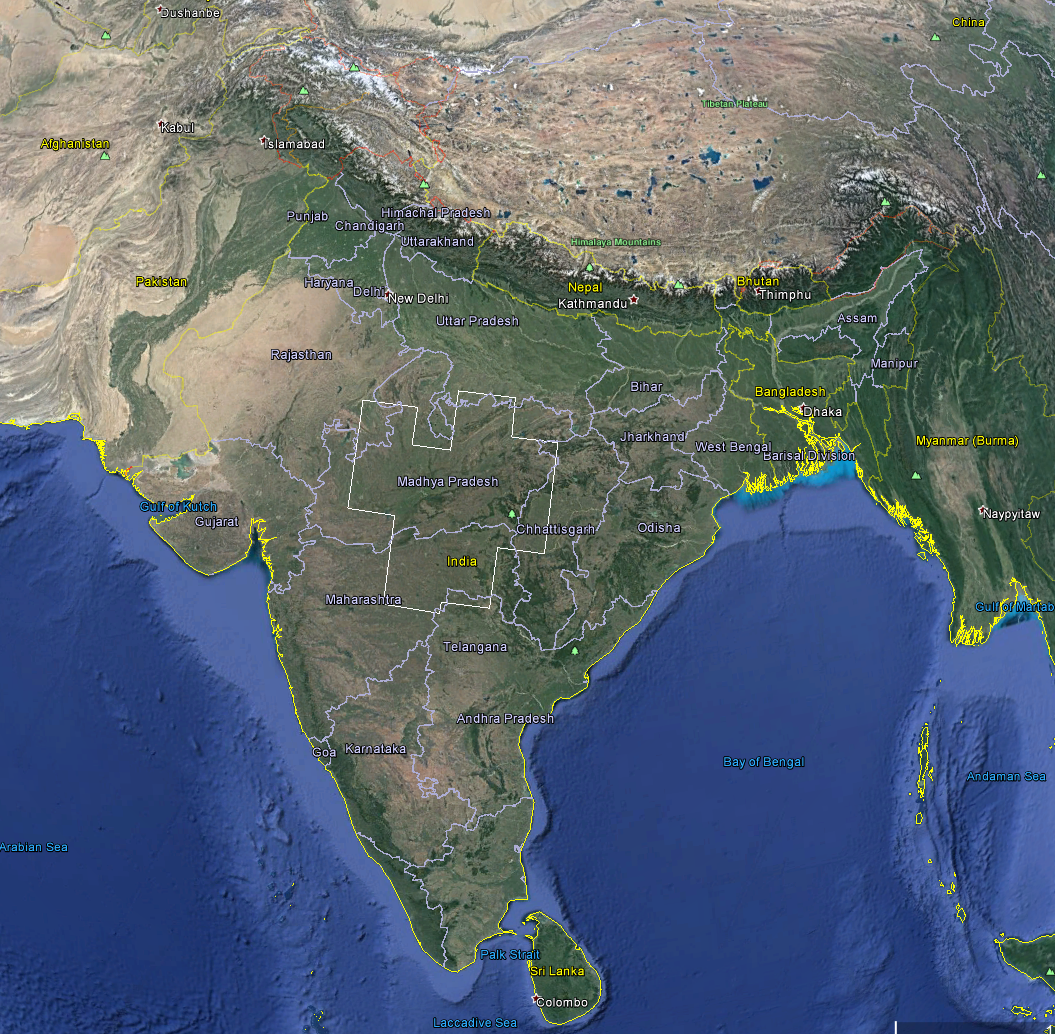 Dushanbe
China
Tibetan Plateau
Kabul
Afghanistan
Islamabad
Punjab
Himachal Pradesh
Chandigarh
Uttarakhand
Himalaya Mountains
Pakistan
Haryana
Delhi
New Delhi
Nepal
Kathmandu
Bhutan
Thimphu
Uttar Pradesh
Assam
Rajasthan
Manipur
Bihar
Bangladesh
Dhaka
Jharkhand
West Bengal
Barisal Division
Myanmar (Burma)
Madhya Pradesh
Gulf of Kutch
Gujarat
Chhattisgarh
Odisha
Naypyitaw
India
Maharashtra
Gulf of Martab
Telangana
Andhra Pradesh
Goa
Karnataka
Bay of Bengal
Andaman Sea
Arabian Sea
Palk Strait
Sri Lanka
Colombo
Laccadive Sea